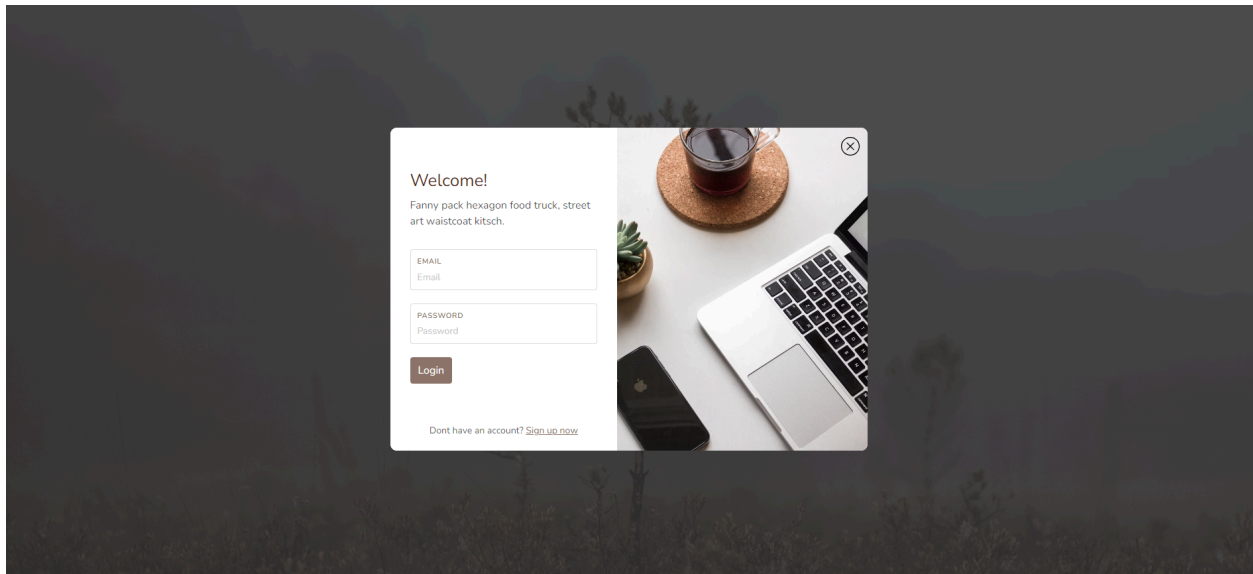 Welcome!
Fanny pack hexagon food truck, street
art waistcoat kitsch.
EMAIL
Email
PASSWORD
Password
Login
Dont have an account? Sign up now